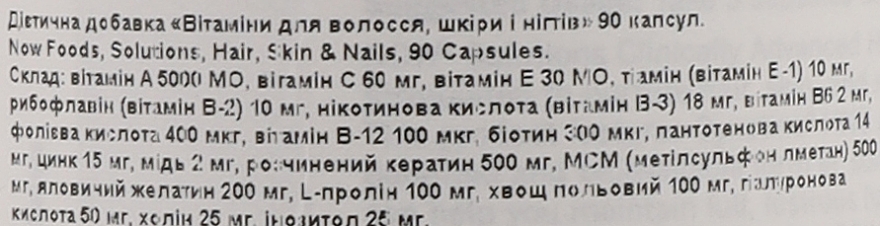 Дієтична добавка «Вітаміни для волосся, шкіри і нігтів» 90 капсул.
Now Foods, Solutions, Hair, Skin & Nails, 90 Capsules.
Склад: вітамін А 5000 МО, вітамін С 60 мг, вітамін Е 30 МО, тіамін (вітамін Е-1) 10 мг,
рибофлавін (вітамін В-2) 10 мг, нікотинова кислота (вітамін В-3) 18 мг, вітамін В6 2 мг,
фолієва кислота 400 мкг, вітамін В-12 100 мкг, біотин 300 мкг, пантотенова кислота 14
мг, цинк 15 мг, мідь 2 мг, розчинений кератин 500 мг, МСМ (метілсульфонілметан) 500
мг, яловичий желатин 200 мг, L-пролін 100 мг, хвощ польовий 100 мг, гіалуронова
кислота 50 мг, холін 25 мг, інозитол 25 мг.